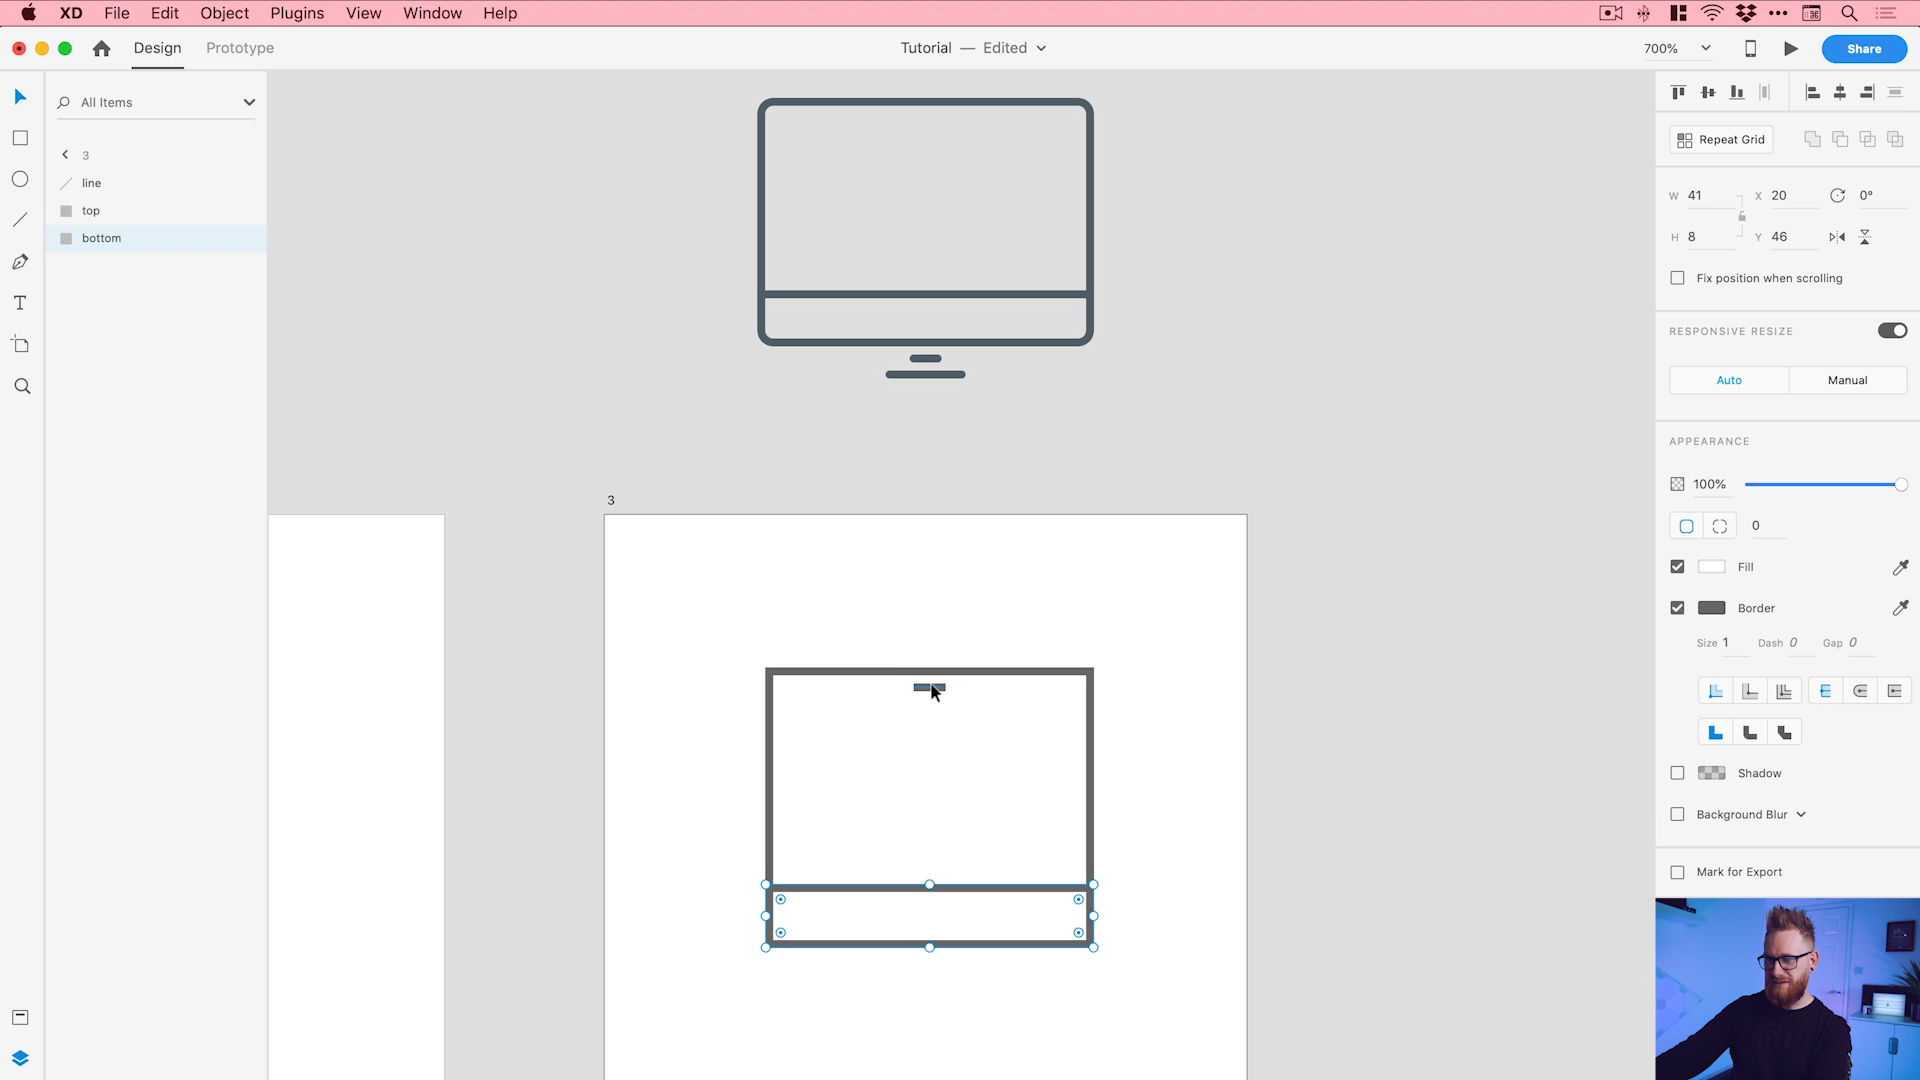 XD File Edit Object Plugins View Window Help
Design Prototype
Tutorial — Edited
700%
Share
All Items
3
line
top
bottom
3
Repeat Grid
W 41 X 20 0°
H 8 Y 46
Fix position when scrolling
RESPONSIVE RESIZE
Auto Manual
APPEARANCE
100%
0
Fill
Border
Size 1 Dash 0 Gap 0
Shadow
Background Blur
Mark for Export